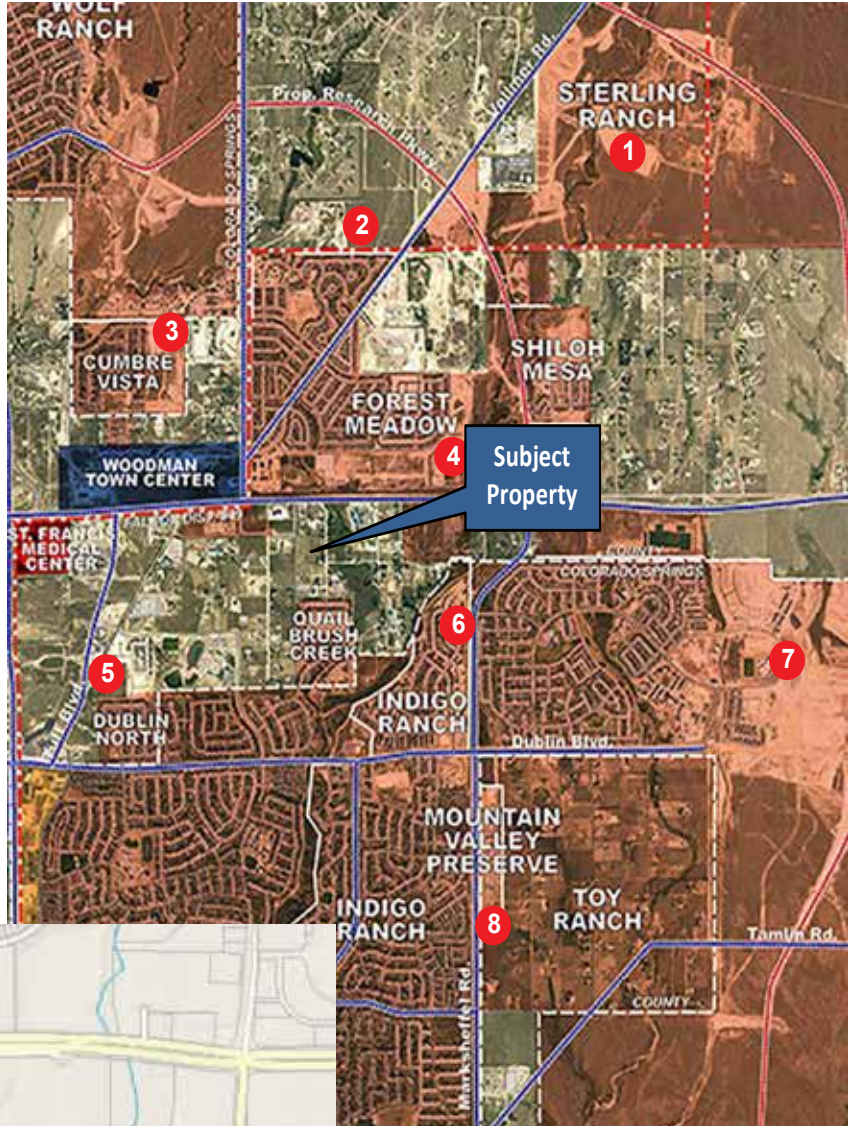 WOLF
RANCH
Prop. Research Pkwy.
Vollmer Rd.
STERLING
RANCH
1
COLORADO SPRINGS
2
3
CUMBRE
VISTA
SHILOH
MESA
FOREST
MEADOW
4
Subject
Property
WOODMAN
TOWN CENTER
ST. FRANCIS
MEDICAL
CENTER
COUNTY
COLORADO SPRINGS
QUAIL
BRUSH
CREEK
6
5
7
INDIGO
RANCH
DUBLIN
NORTH
Blvd.
Dublin Blvd.
MOUNTAIN
VALLEY
PRESERVE
TOY
RANCH
INDIGO
RANCH
8
Tamlin Rd.
COUNTY
Marksheffel Rd.